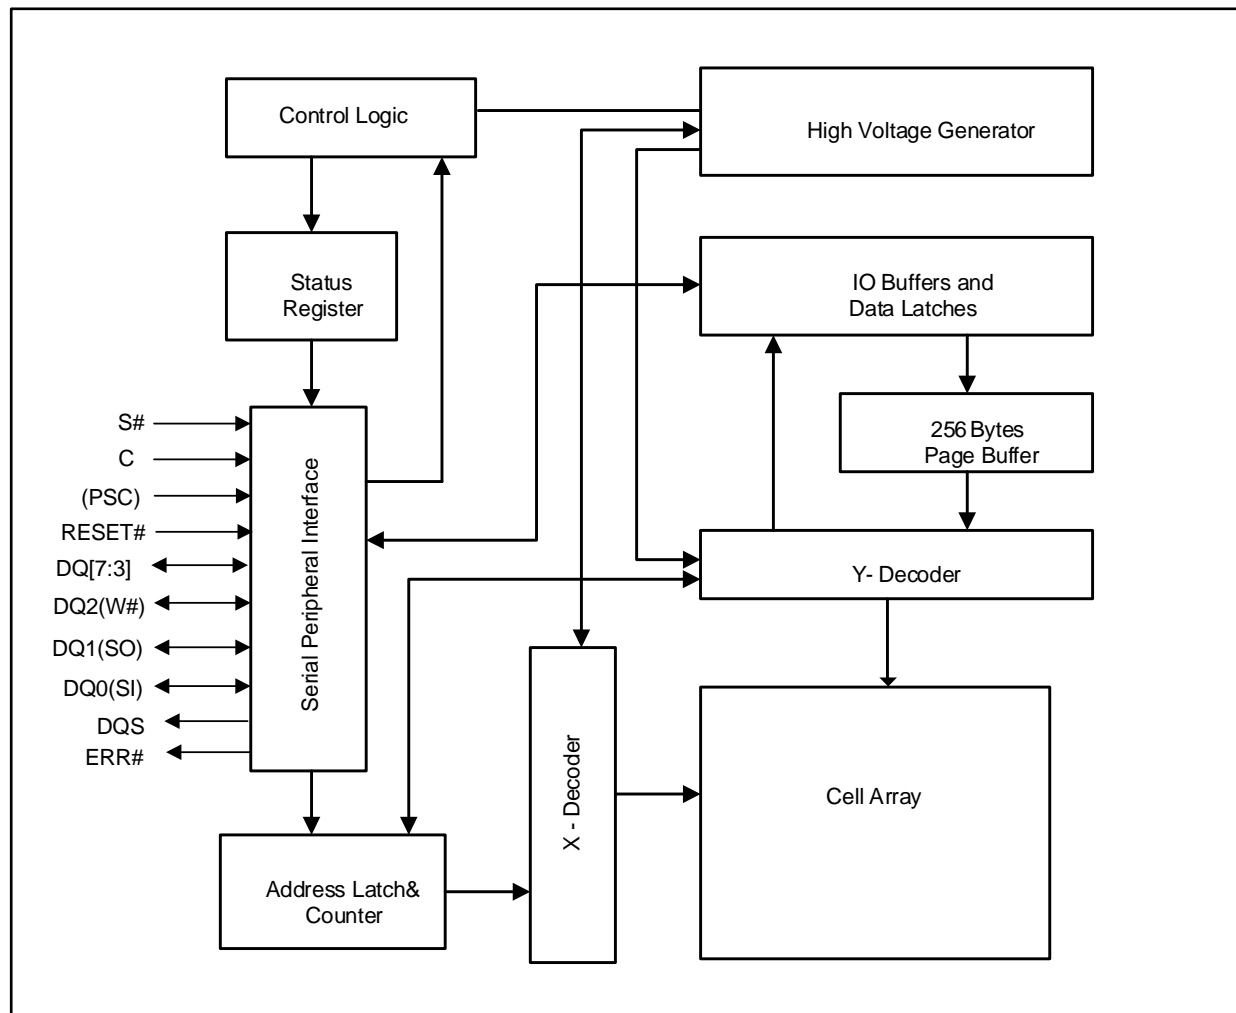 Control Logic
High Voltage Generator
Status
Register
IO Buffers and
Data Latches
256 Bytes
Page Buffer
S#
C
(PSC)
RESET#
DQ[7:3]
DQ2(W#)
DQ1(SO)
DQ0(SI)
DQS
ERR#
Serial Peripheral Interface
Y- Decoder
X - Decoder
Cell Array
Address Latch&
Counter